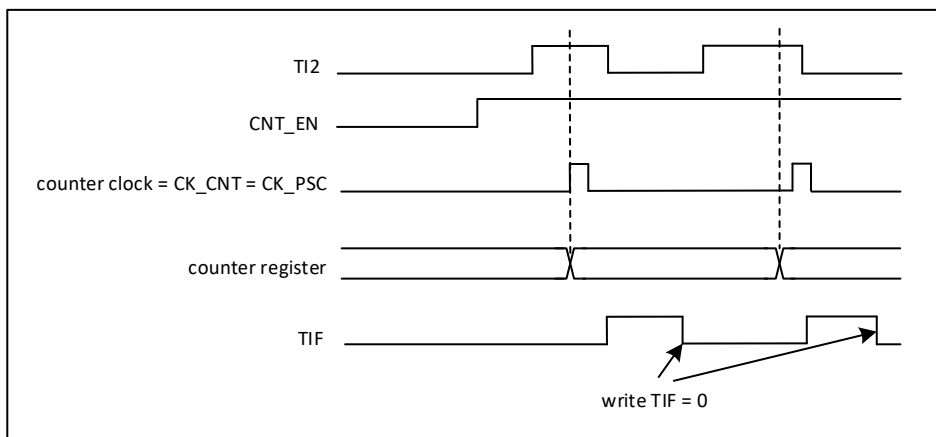 TI2
CNT_EN
counter clock = CK_CNT = CK_PSC
counter register
TIF
write TIF = 0